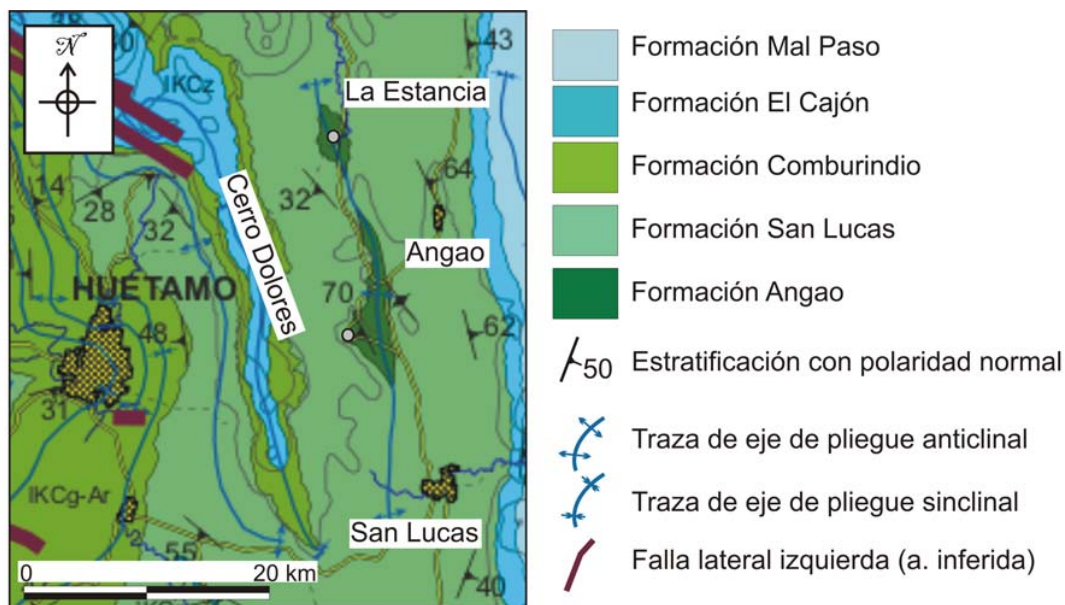 N
43
La Estancia
IKCz
64
14
28
32
32
Cerro Dolores
Angao
HUETAMO
70
62
48
31
IKCg-Ar
2
San Lucas
55
40
0
20 km
Formación Mal Paso
Formación El Cajón
Formación Comburindio
Formación San Lucas
Formación Angao
50 Estratificación con polaridad normal
Traza de eje de pliegue anticlinal
Traza de eje de pliegue sinclinal
Falla lateral izquierda (a. inferida)